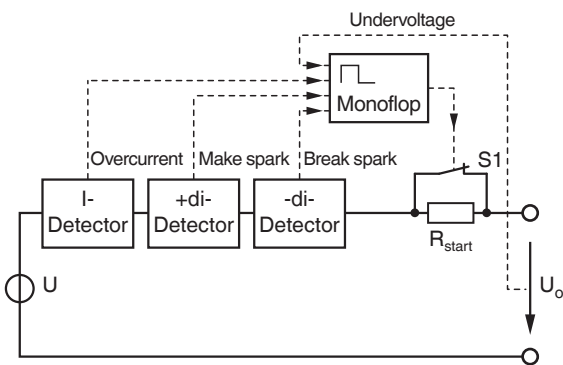 Undervoltage
Monoflop
Overcurrent
Make spark
Break spark
S1
I-
Detector
+di-
Detector
-di-
Detector
Rstart
U
Uo